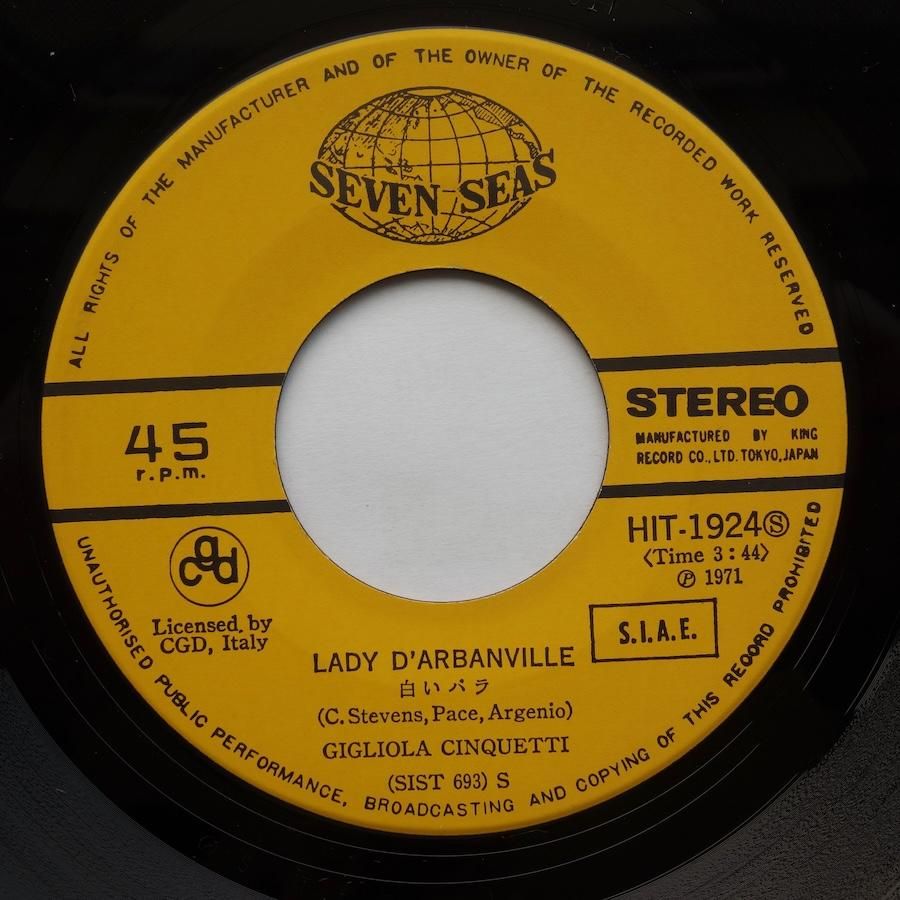 ALL RIGHTS OF THE MANUFACTURER AND OF THE OWNER OF THE RECORDED WORK RESERVED
SEVEN SEAS
45
r.p.m.
STEREO
MANUFACTURED BY KING
RECORD CO., LTD. TOKYO, JAPAN
HIT-1924Ⓢ
〈Time 3:44〉
Ⓟ 1971
cgd
Licensed by
CGD, Italy
S.I.A.E.
LADY D'ARBANVILLE
白いバラ
(C. Stevens, Pace, Argenio)
GIGLIOLA CINQUETTI
(SIST 693) S
UNAUTHORISED PUBLIC PERFORMANCE, BROADCASTING AND COPYING OF THIS RECORD PROHIBITED